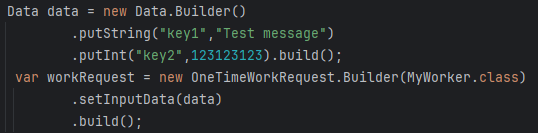 Data data = new Data.Builder()
.putString("key1","Test message")
.putInt("key2",123123123).build();
var workRequest = new OneTimeWorkRequest.Builder(MyWorker.class)
.setInputData(data)
.build();